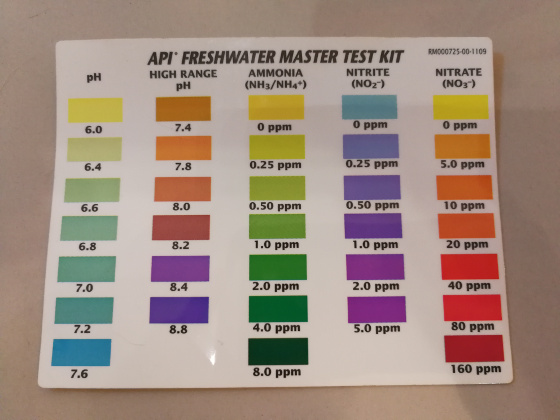 API® FRESHWATER MASTER TEST KIT
RM000725-00-1109
pH HIGH RANGE pH AMMONIA (NH3/NH4+) NITRITE (NO2-) NITRATE (NO3-)
6.0 7.4 0 ppm 0 ppm 0 ppm
6.4 7.8 0.25 ppm 0.25 ppm 5.0 ppm
6.6 8.0 0.50 ppm 0.50 ppm 10 ppm
6.8 8.2 1.0 ppm 1.0 ppm 20 ppm
7.0 8.4 2.0 ppm 2.0 ppm 40 ppm
7.2 8.8 4.0 ppm 5.0 ppm 80 ppm
7.6 8.0 ppm 160 ppm